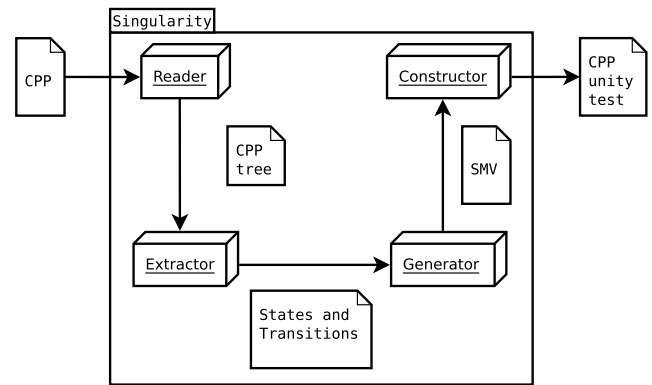 Singularity
CPP
Reader
Constructor
CPP
unity
test
CPP
tree
SMV
Extractor
Generator
States and
Transitions